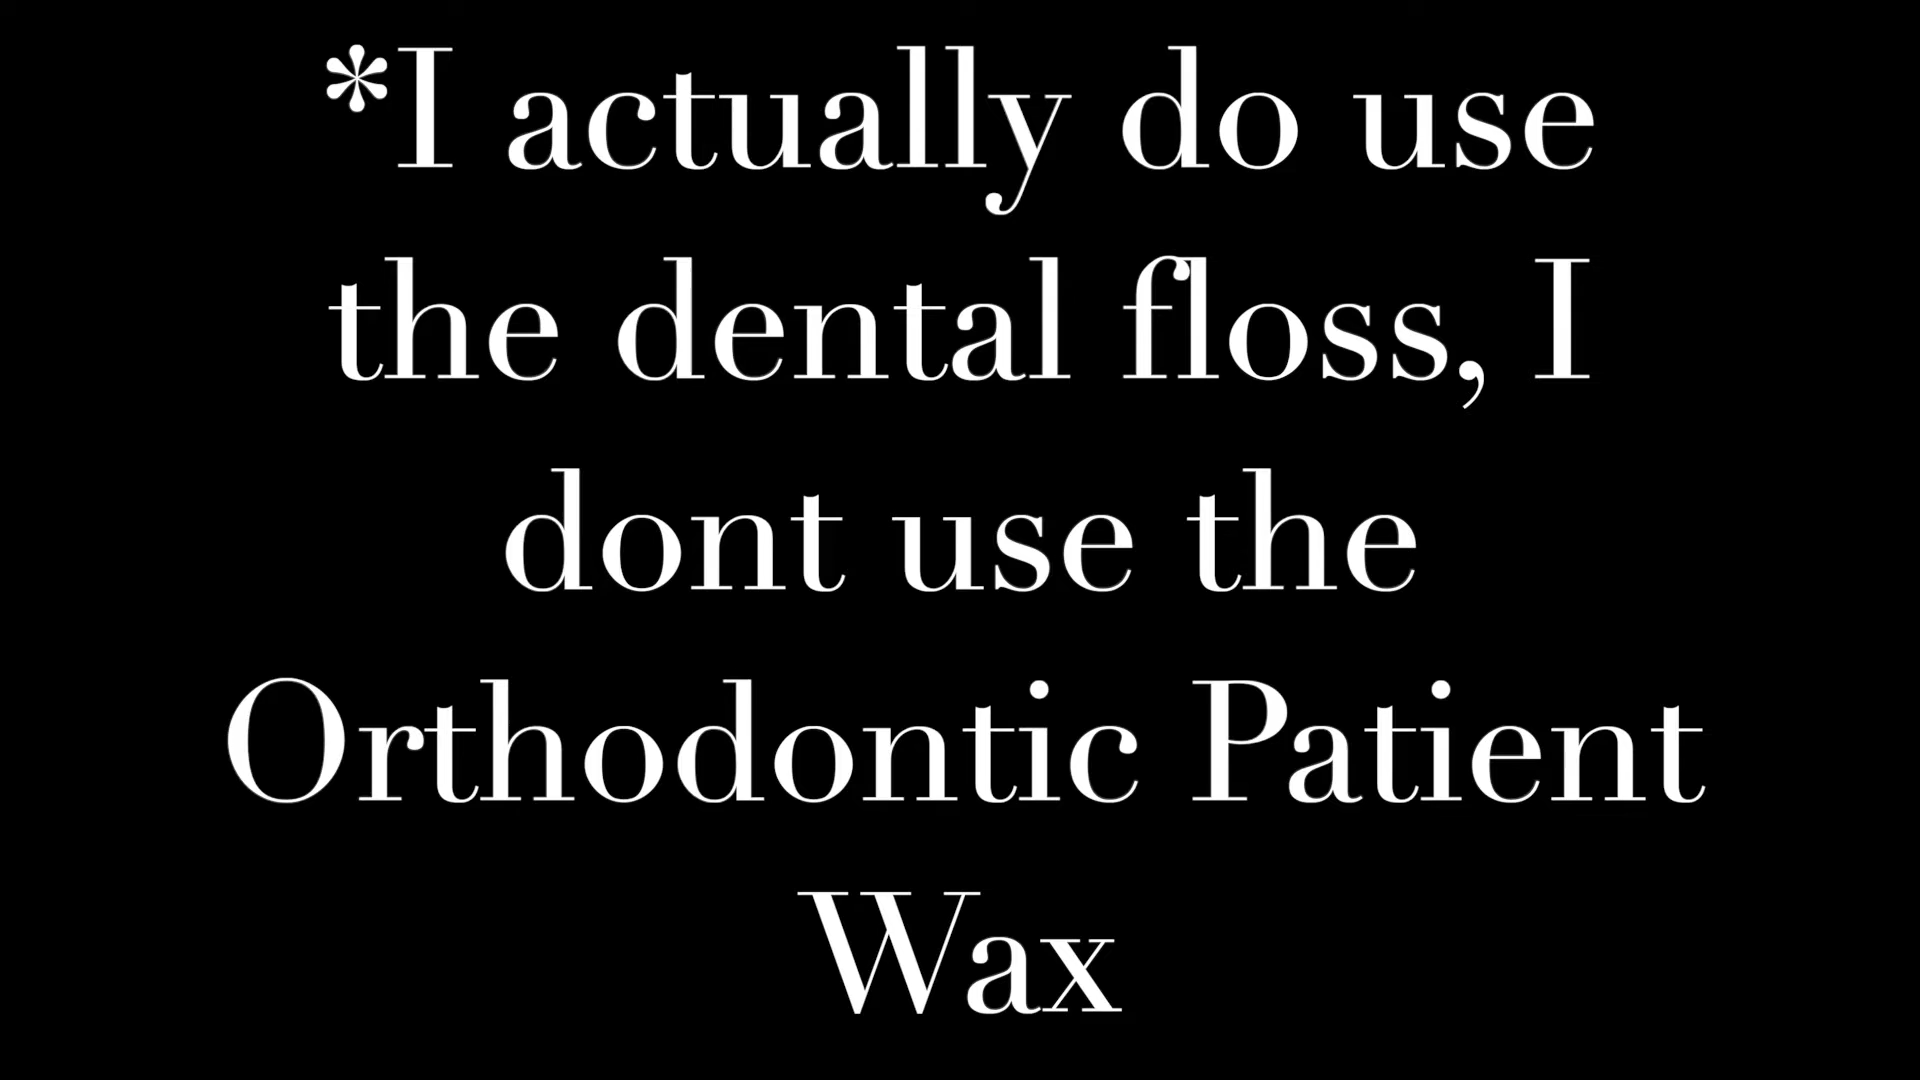 *I actually do use
the dental floss, I
dont use the
Orthodontic Patient
Wax